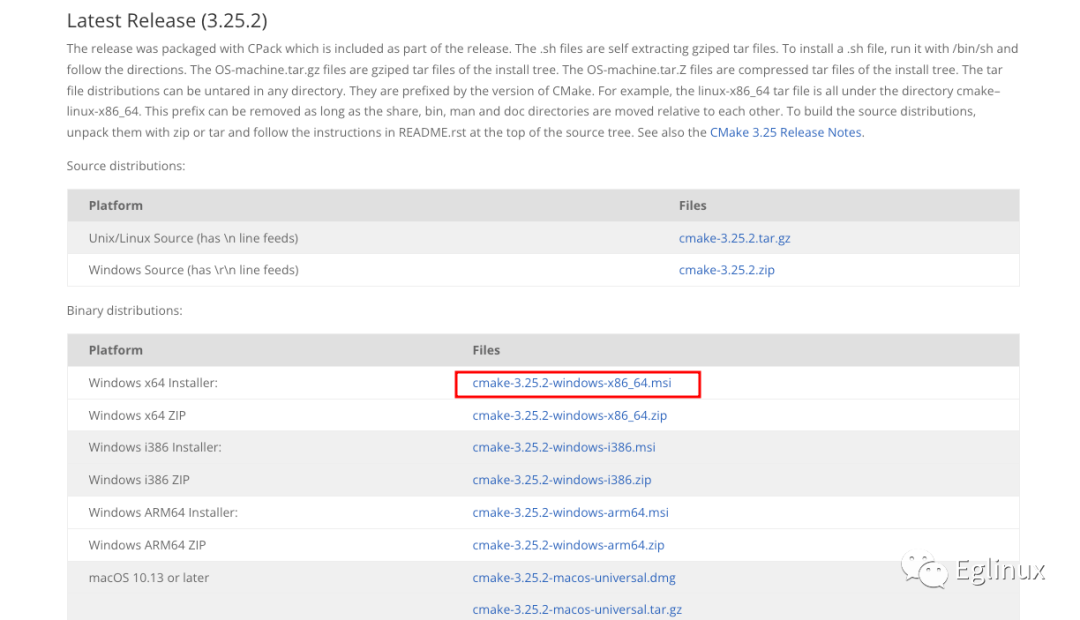 Latest Release (3.25.2)
The release was packaged with CPack which is included as part of the release. The .sh files are self extracting gziped tar files. To install a .sh file, run it with /bin/sh and
follow the directions. The OS-machine.tar.gz files are gziped tar files of the install tree. The OS-machine.tar.Z files are compressed tar files of the install tree. The tar
file distributions can be untared in any directory. They are prefixed by the version of CMake. For example, the linux-x86_64 tar file is all under the directory cmake–
linux-x86_64. This prefix can be removed as long as the share, bin, man and doc directories are moved relative to each other. To build the source distributions,
unpack them with zip or tar and follow the instructions in README.rst at the top of the source tree. See also the CMake 3.25 Release Notes.
Source distributions:
Platform Files
Unix/Linux Source (has \n line feeds) cmake-3.25.2.tar.gz
Windows Source (has \r\n line feeds) cmake-3.25.2.zip
Binary distributions:
Platform Files
Windows x64 Installer: cmake-3.25.2-windows-x86_64.msi
Windows x64 ZIP cmake-3.25.2-windows-x86_64.zip
Windows i386 Installer: cmake-3.25.2-windows-i386.msi
Windows i386 ZIP cmake-3.25.2-windows-i386.zip
Windows ARM64 Installer: cmake-3.25.2-windows-arm64.msi
Windows ARM64 ZIP cmake-3.25.2-windows-arm64.zip
macOS 10.13 or later cmake-3.25.2-macos-universal.dmg
cmake-3.25.2-macos-universal.tar.gz
Eglinux